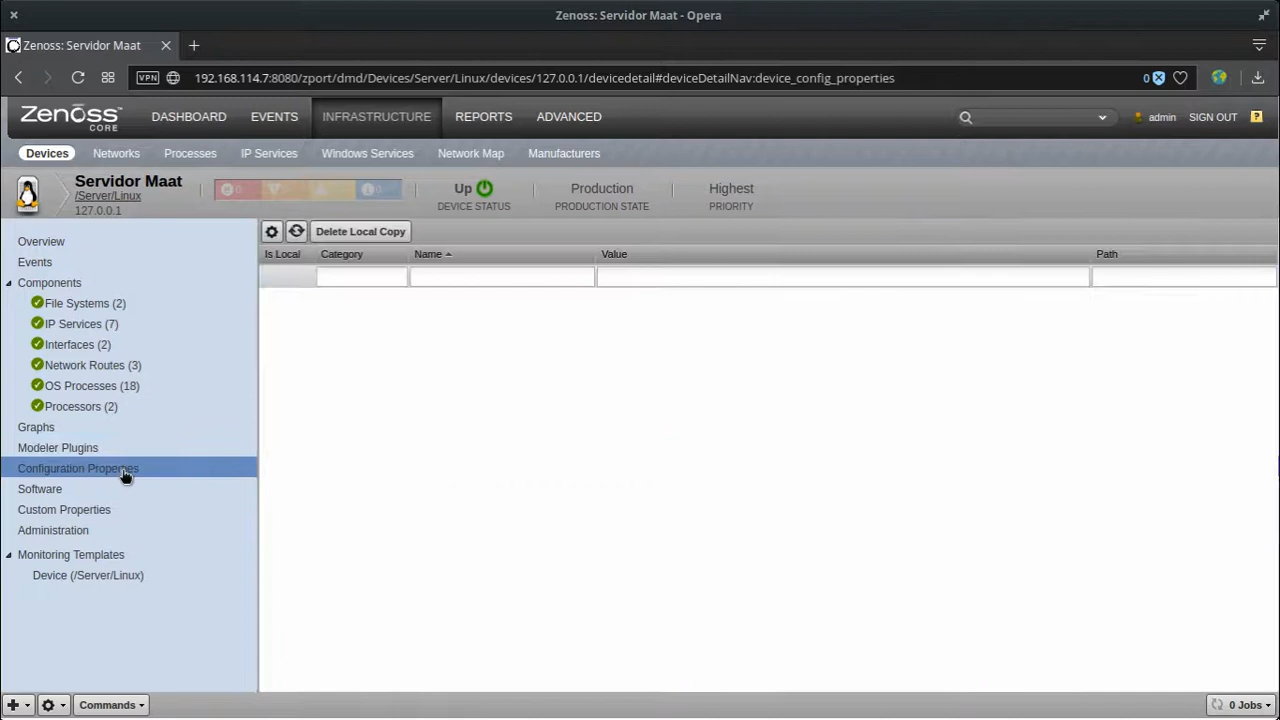 Zenoss: Servidor Maat - Opera
Zenoss: Servidor Maat
VPN 192.168.114.7:8080/zport/dmd/Devices/Server/Linux/devices/127.0.0.1/devicedetail#deviceDetailNav:device_config_properties 0
Zenoss CORE DASHBOARD EVENTS INFRASTRUCTURE REPORTS ADVANCED admin SIGN OUT ?
Devices Networks Processes IP Services Windows Services Network Map Manufacturers
Servidor Maat
/Server/Linux
127.0.0.1
0 0
Up Production Highest
DEVICE STATUS PRODUCTION STATE PRIORITY
Overview
Events
Components
File Systems (2)
IP Services (7)
Interfaces (2)
Network Routes (3)
OS Processes (18)
Processors (2)
Graphs
Modeler Plugins
Configuration Properties
Software
Custom Properties
Administration
Monitoring Templates
Device (/Server/Linux)
Delete Local Copy
Is Local Category Name Value Path
Commands 0 Jobs